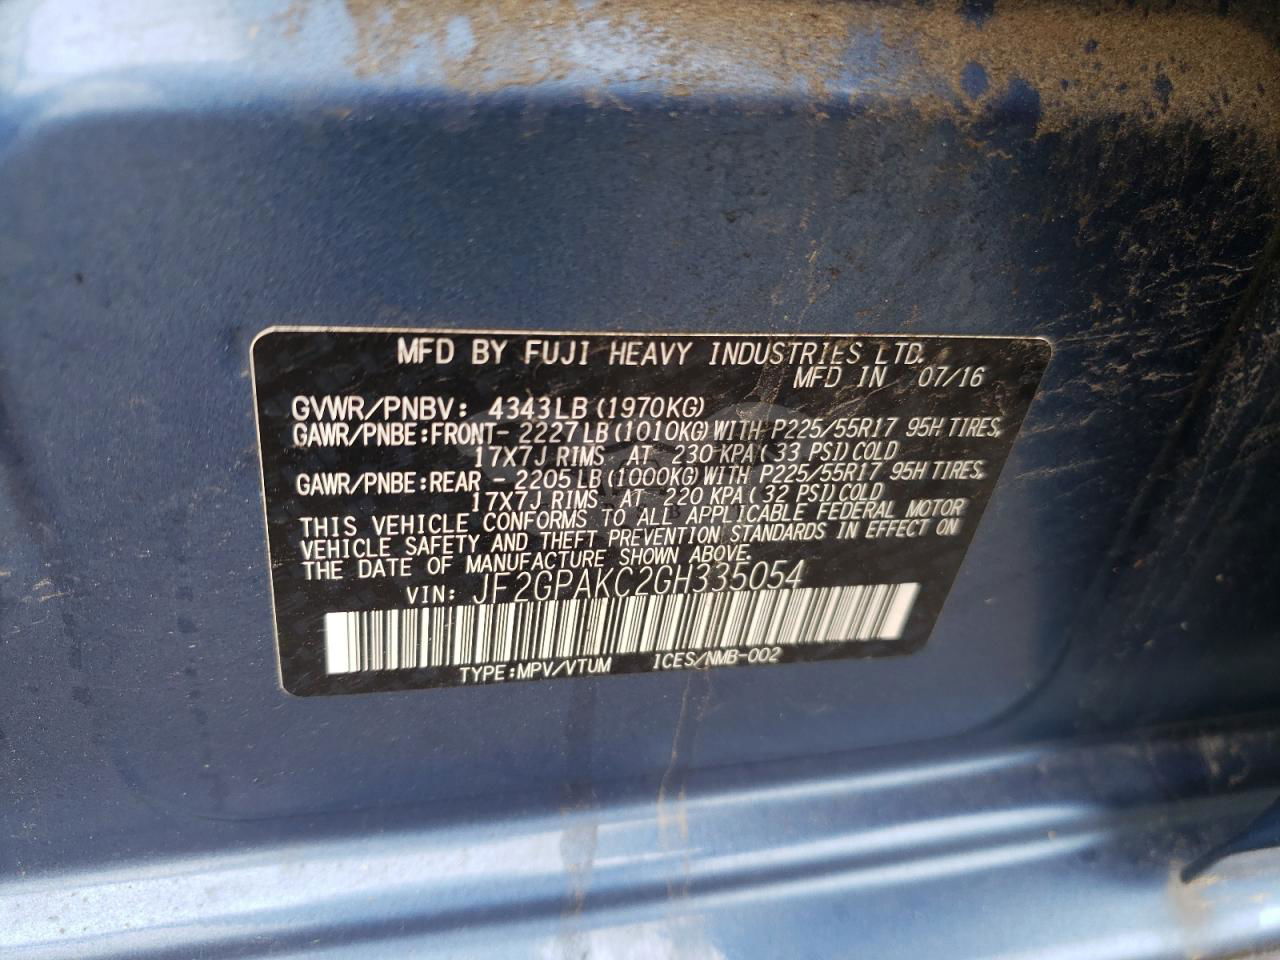 MFD BY FUJI HEAVY INDUSTRIES LTD.
MFD IN 07/16
GVWR/PNBV: 4343LB(1970KG)
GAWR/PNBE:FRONT- 2227LB(1010KG)WITH P225/55R17 95H TIRES,
17X7J RIMS AT 230 KPA(33 PSI)COLD
GAWR/PNBE:REAR - 2205LB(1000KG)WITH P225/55R17 95H TIRES,
17X7J RIMS AT 220 KPA(32 PSI)COLD
THIS VEHICLE CONFORMS TO ALL APPLICABLE FEDERAL MOTOR
VEHICLE SAFETY AND THEFT PREVENTION STANDARDS IN EFFECT ON
THE DATE OF MANUFACTURE SHOWN ABOVE.
VIN: JF2GPAKC2GH335054
TYPE:MPV/VTUM ICES/NMB-002